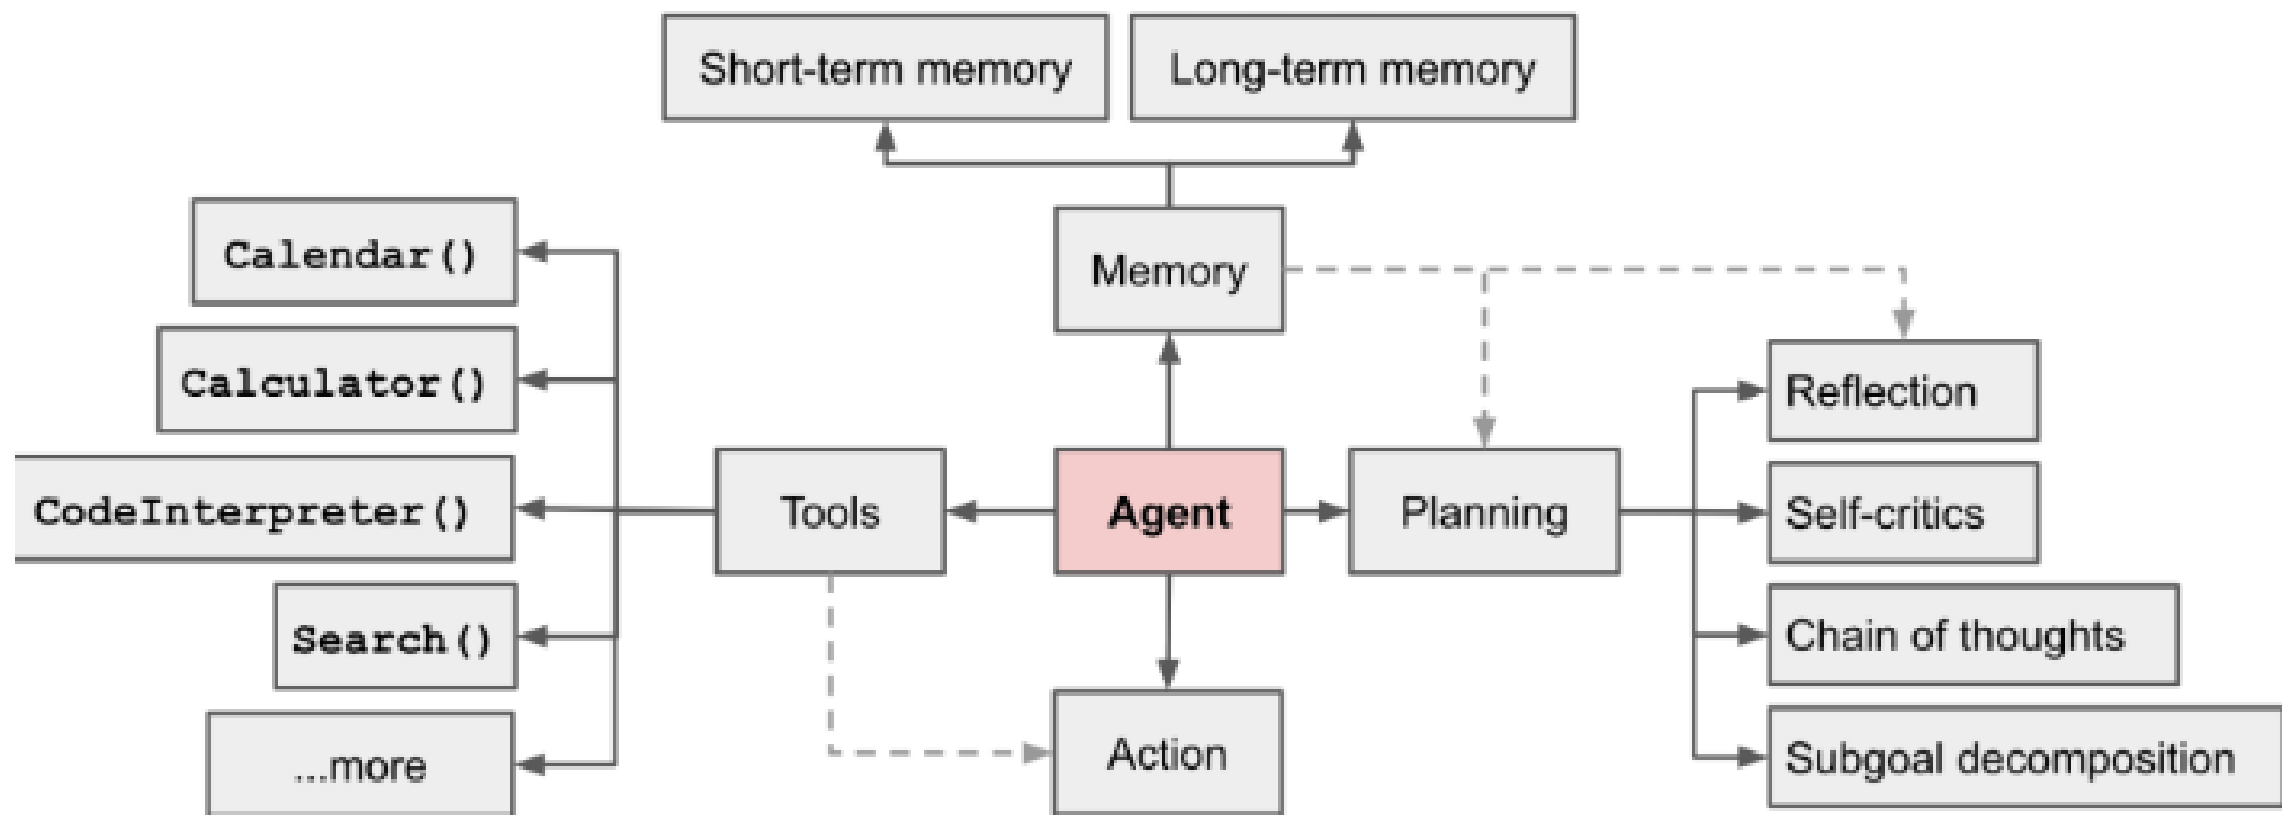 Short-term memory
Long-term memory
Calendar()
Memory
Calculator()
Reflection
CodeInterpreter()
Tools
Agent
Planning
Self-critics
Search()
Chain of thoughts
...more
Action
Subgoal decomposition